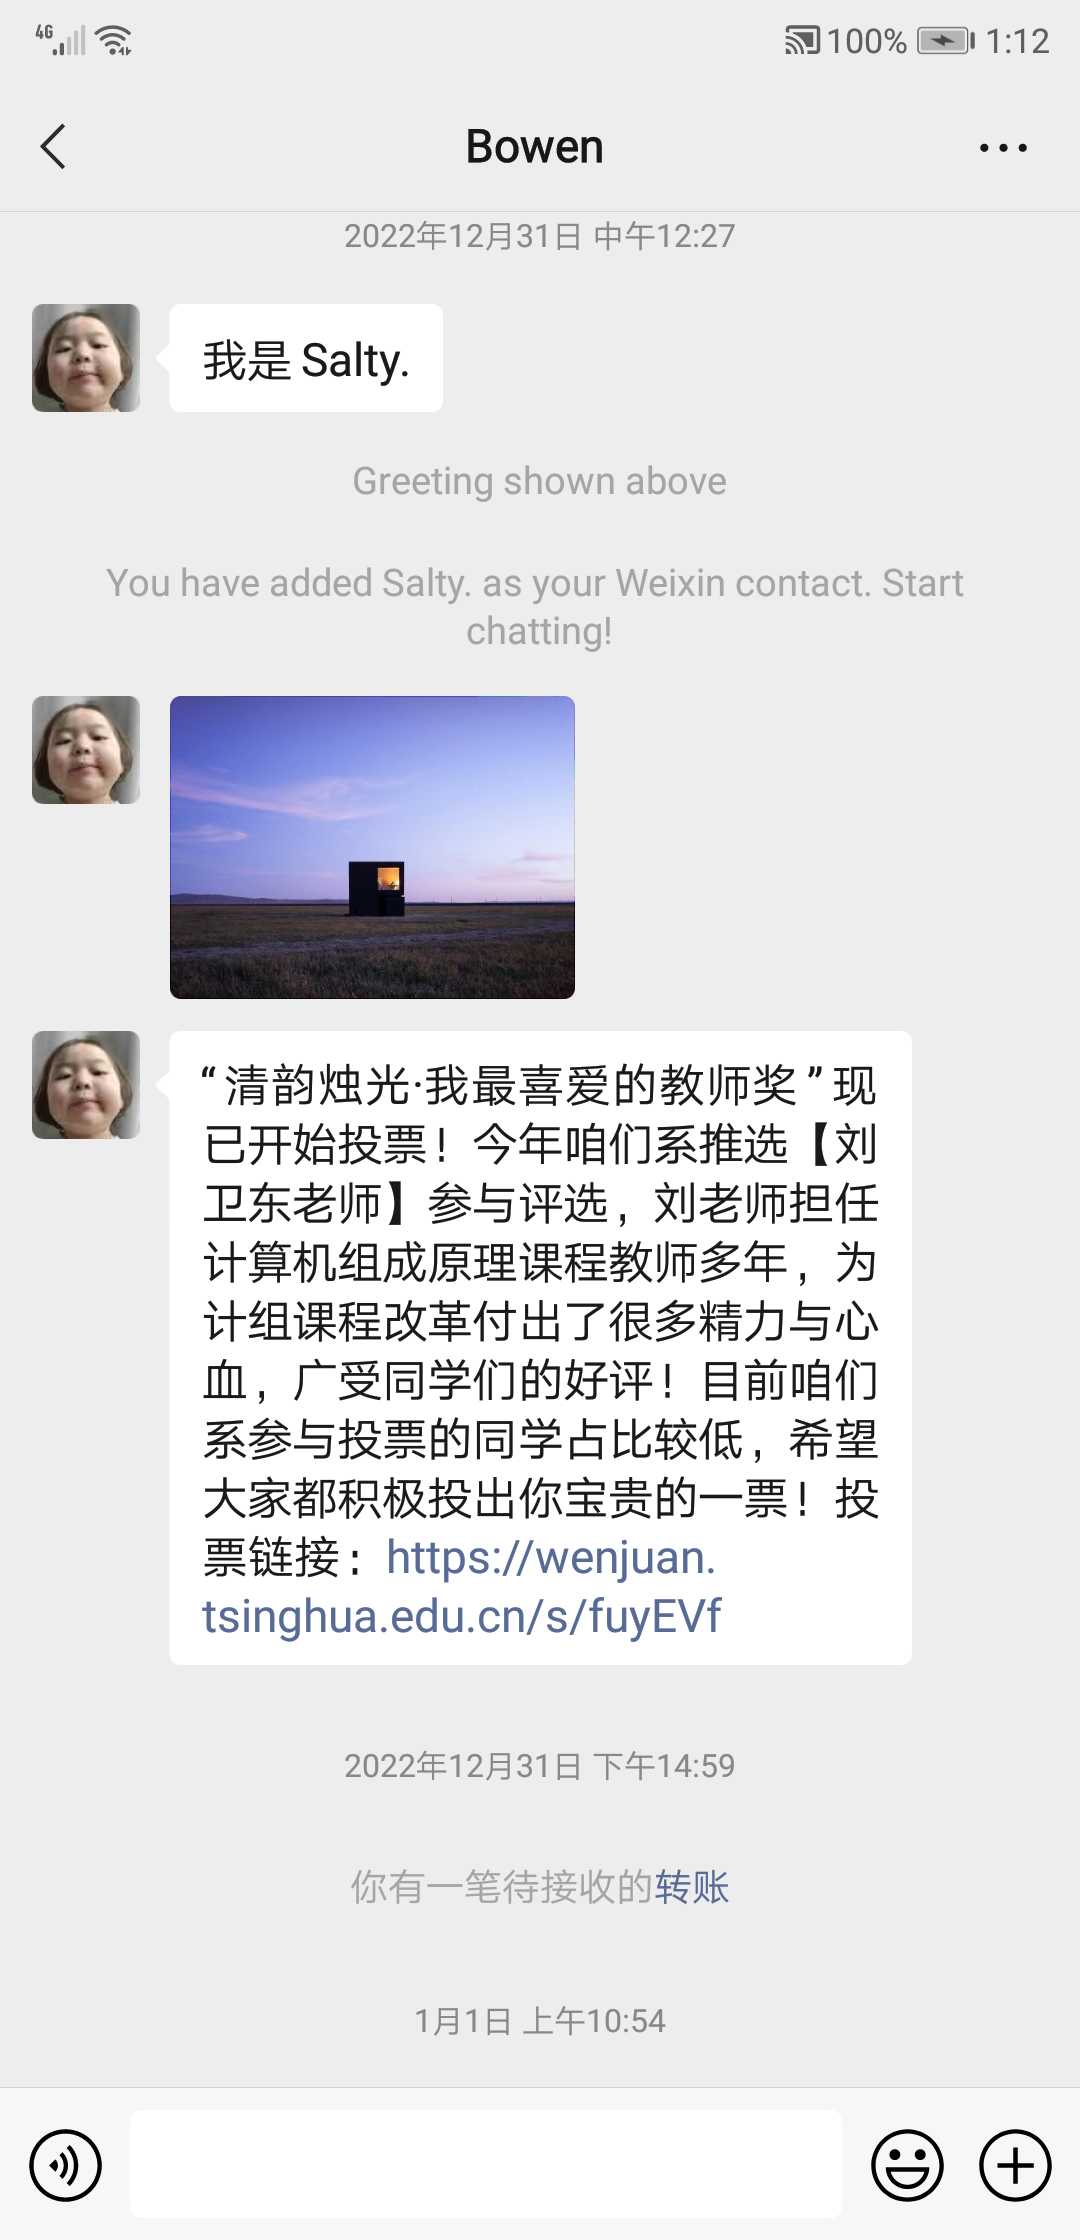 4G 100% 1:12
Bowen
2022年12月31日 中午12:27
我是 Salty.
Greeting shown above
You have added Salty. as your Weixin contact. Start
chatting!
“清韵烛光·我最喜爱的教师奖”现
已开始投票！今年咱们系推选【刘
卫东老师】参与评选，刘老师担任
计算机组成原理课程教师多年，为
计组课程改革付出了很多精力与心
血，广受同学们的好评！目前咱们
系参与投票的同学占比较低，希望
大家都积极投出你宝贵的一票！投
票链接：https://wenjuan.
tsinghua.edu.cn/s/fuyEVf
2022年12月31日 下午14:59
你有一笔待接收的转账
1月1日 上午10:54